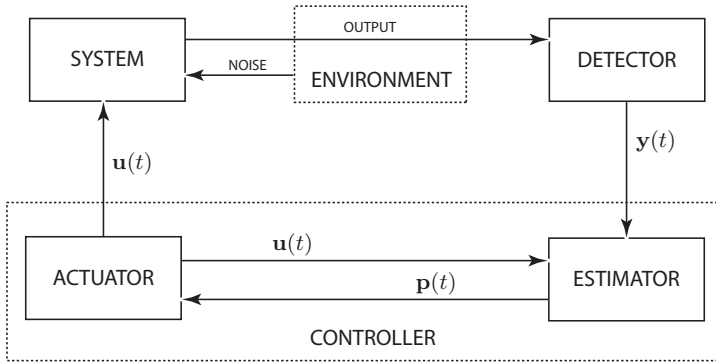 OUTPUT
SYSTEM
DETECTOR
NOISE
ENVIRONMENT
y(t)
u(t)
u(t)
ACTUATOR
ESTIMATOR
p(t)
CONTROLLER